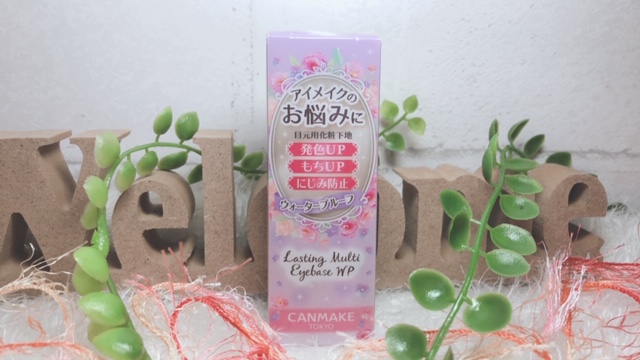 Welcome
アイメイクの
お悩みに
目元用化粧下地
発色UP
もちUP
にじみ防止
ウォータープルーフ
Lasting Multi
Eyebase WP
CANMAKE
TOKYO